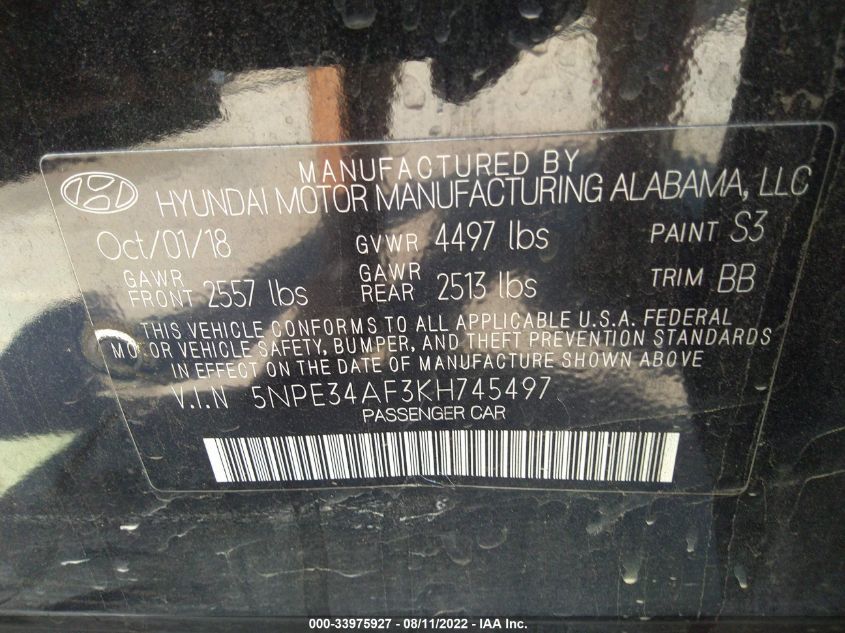 MANUFACTURED BY
HYUNDAI MOTOR MANUFACTURING ALABAMA, LLC
Oct/01/18 GVWR 4497 lbs PAINT S3
GAWR FRONT 2557 lbs GAWR REAR 2513 lbs TRIM BB
THIS VEHICLE CONFORMS TO ALL APPLICABLE U.S.A. FEDERAL
MOTOR VEHICLE SAFETY, BUMPER, AND THEFT PREVENTION STANDARDS
IN EFFECT ON THE DATE OF MANUFACTURE SHOWN ABOVE
V.I.N 5NPE34AF3KH745497
PASSENGER CAR
000-33975927 - 08/11/2022 - IAA Inc.